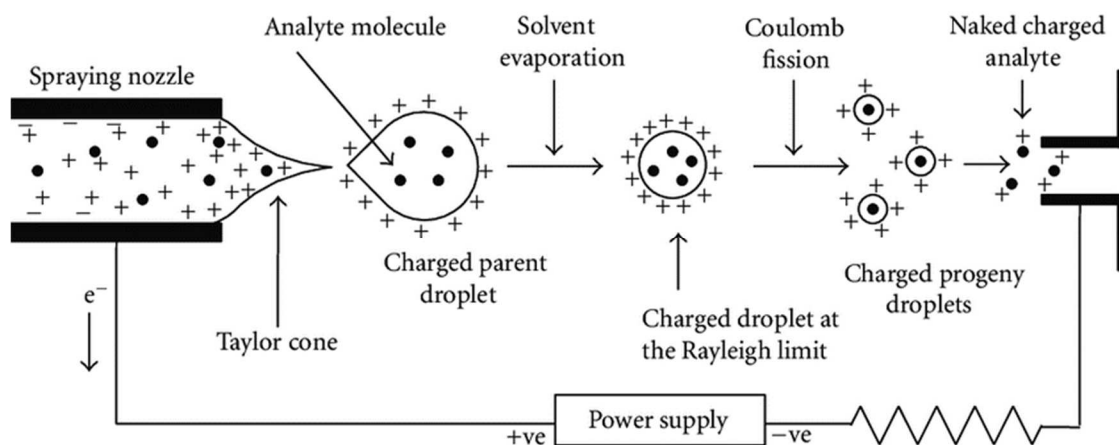 Analyte molecule
Solvent
evaporation
Coulomb
fission
Naked charged
analyte
Spraying nozzle
Charged parent
droplet
Charged progeny
droplets
e⁻
Taylor cone
Charged droplet at
the Rayleigh limit
+ve
Power supply
−ve